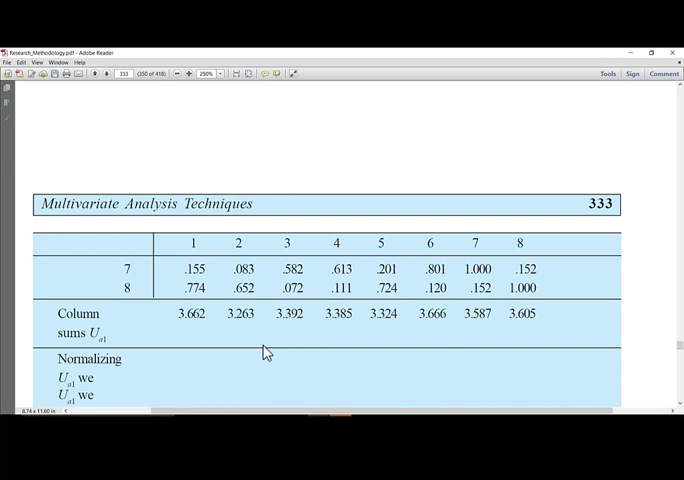 Research_Methodology.pdf - Adobe Reader
File Edit View Window Help
333 (350 of 418) 250% Tools Sign Comment
Multivariate Analysis Techniques 333
1 2 3 4 5 6 7 8
7 .155 .083 .582 .613 .201 .801 1.000 .152
8 .774 .652 .072 .111 .724 .120 .152 1.000
Column 3.662 3.263 3.392 3.385 3.324 3.666 3.587 3.605
sums Ua1
Normalizing
Ua1 we
Ua1 we
8.74 x 11.60 in